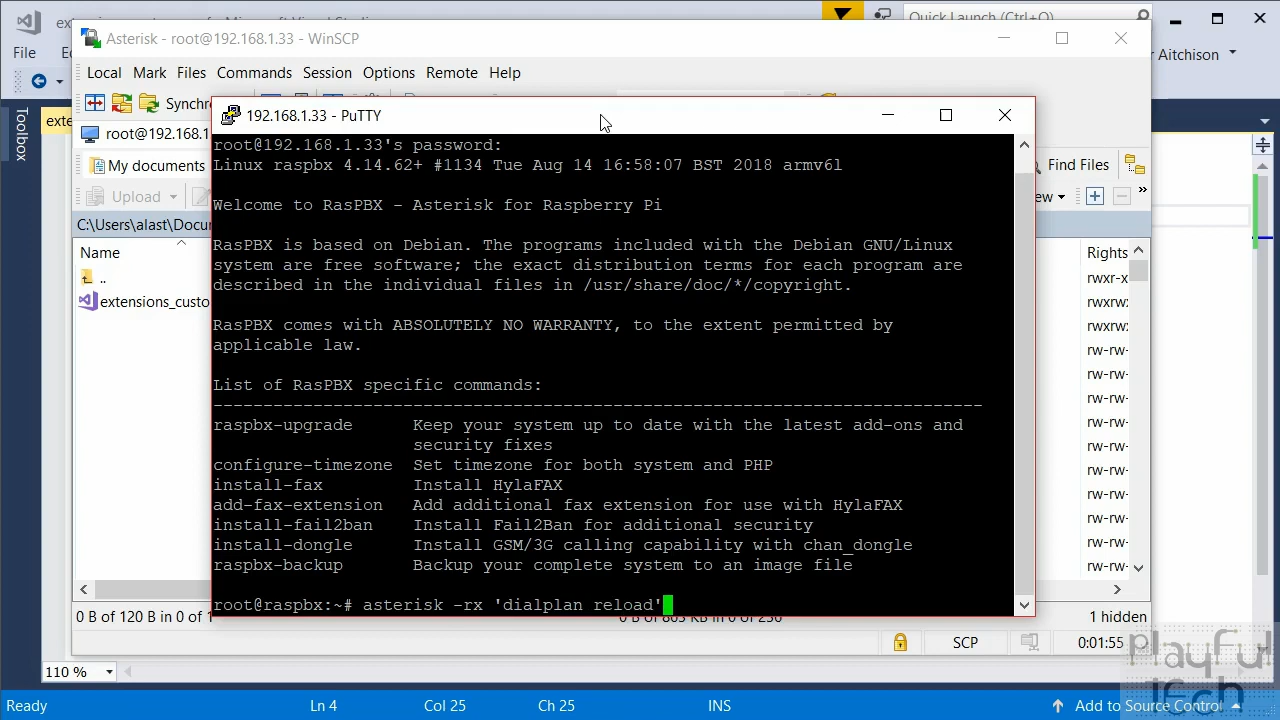 Quick Launch (Ctrl+Q)
Asterisk - root@192.168.1.33 - WinSCP
File
Aitchison
Local Mark Files Commands Session Options Remote Help
Synchr
Toolbox
exte
192.168.1.33 - PuTTY
root@192.168.1
My documents
Find Files
Upload
C:\Users\alast\Docu
Name
Rights
..
extensions_custo
rwxr-x
rwxrwx
rwxrwx
rw-rw-
rw-rw-
rw-rw-
rw-rw-
rw-rw-
rw-rw-
rw-rw-
rw-rw-
rw-rw-
rw-rw-
root@192.168.1.33's password:
Linux raspbx 4.14.62+ #1134 Tue Aug 14 16:58:07 BST 2018 armv6l
Welcome to RasPBX - Asterisk for Raspberry Pi
RasPBX is based on Debian. The programs included with the Debian GNU/Linux
system are free software; the exact distribution terms for each program are
described in the individual files in /usr/share/doc/*/copyright.
RasPBX comes with ABSOLUTELY NO WARRANTY, to the extent permitted by
applicable law.
List of RasPBX specific commands:
-----------------------------------------------------------------------------
raspbx-upgrade Keep your system up to date with the latest add-ons and
security fixes
configure-timezone Set timezone for both system and PHP
install-fax Install HylaFAX
add-fax-extension Add additional fax extension for use with HylaFAX
install-fail2ban Install Fail2Ban for additional security
install-dongle Install GSM/3G calling capability with chan_dongle
raspbx-backup Backup your complete system to an image file
root@raspbx:~# asterisk -rx 'dialplan reload'
0 B of 120 B in 0 of 1
1 hidden
SCP
0:01:55
110 %
Playful
Tech
Ready
Ln 4
Col 25
Ch 25
INS
Add to Source Control